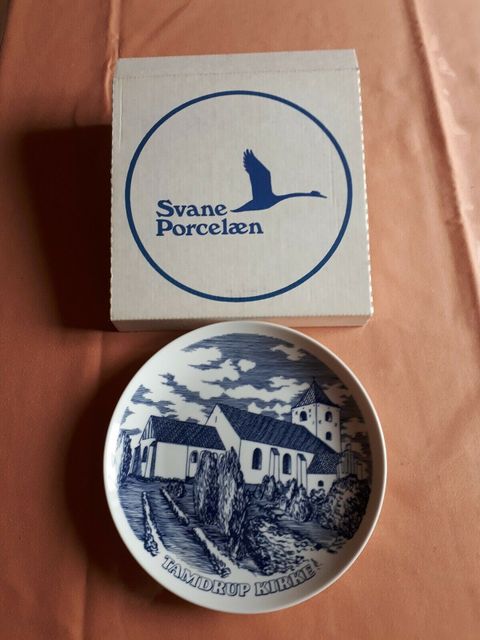 Svane
Porcelæn
TAMDRUP KIRKE